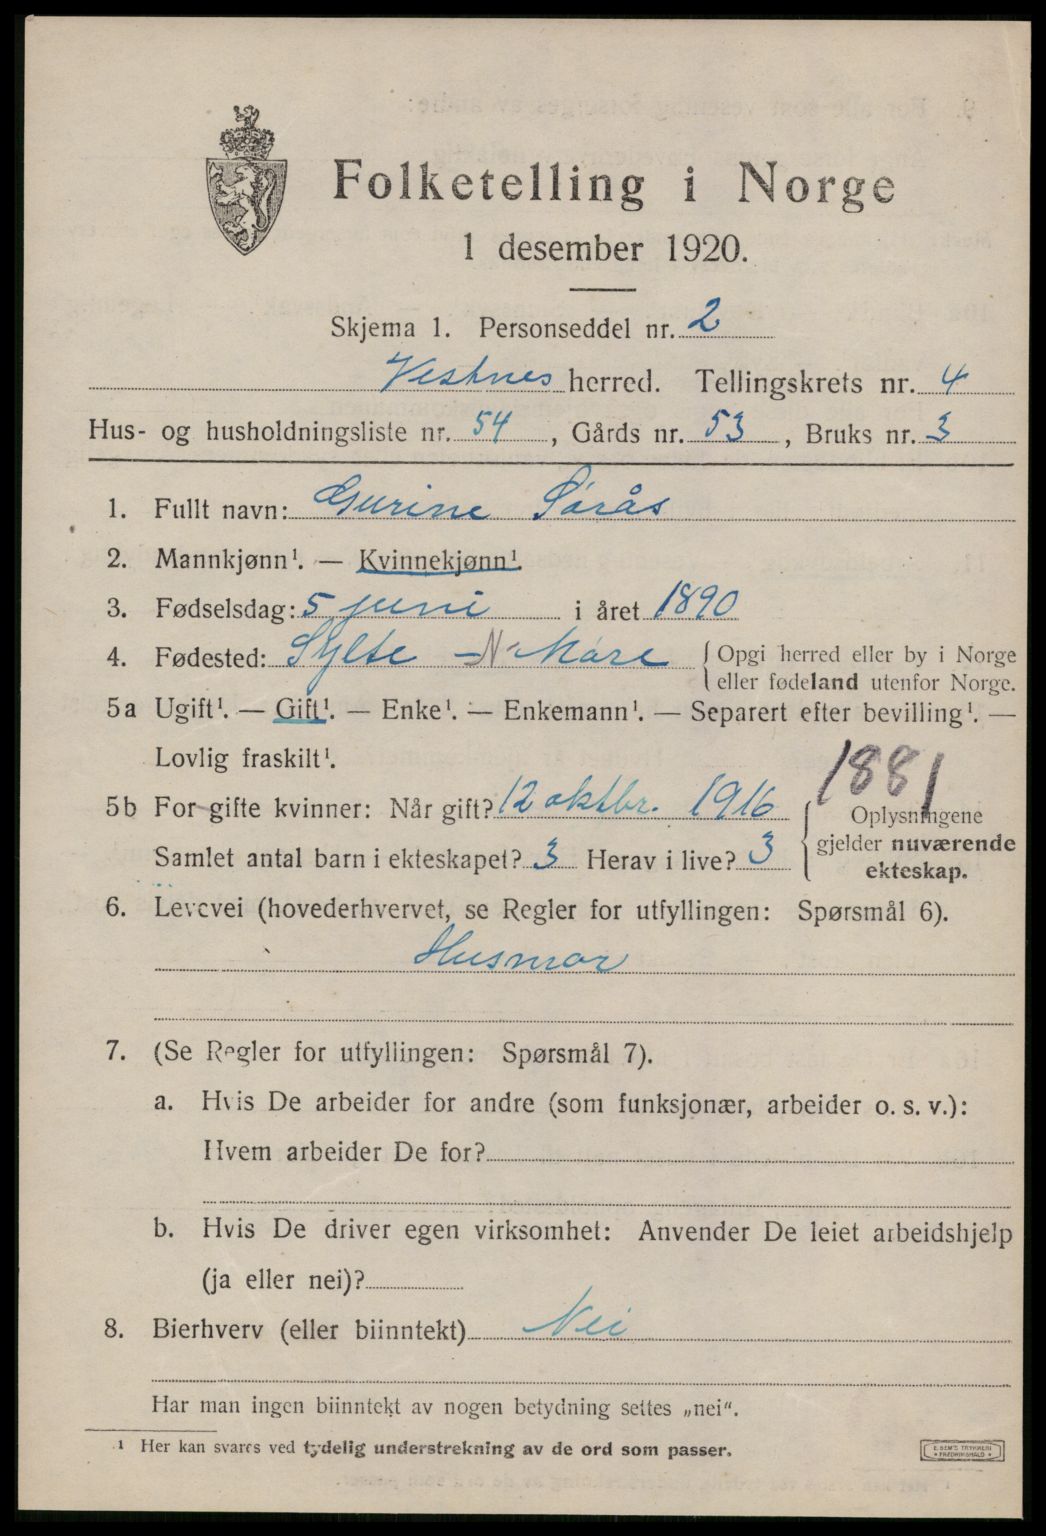 Folketelling i Norge
1 desember 1920.
Skjema 1. Personseddel nr. 2
Vestnes herred. Tellingskrets nr. 4
Hus- og husholdningsliste nr. 54, Gårds nr. 53, Bruks nr. 3
1. Fullt navn: Gurine Sørås
2. Mannkjønn¹. — Kvinnekjønn¹.
3. Fødselsdag: 5 juni i året 1890
4. Fødested: Sylte N. Møre { Opgi herred eller by i Norge
eller fødeland utenfor Norge.
5a Ugift¹. — Gift¹. — Enke¹. — Enkemann¹. — Separert efter bevilling¹. —
Lovlig fraskilt¹.
1881
5b For gifte kvinner: Når gift? 12 oktbr. 1916 { Oplysningene
gjelder nuværende
Samlet antal barn i ekteskapet? 3 Herav i live? 3
ekteskap.
6. Levevei (hovederhvervet, se Regler for utfyllingen: Spørsmål 6).
Husmor
7. (Se Regler for utfyllingen: Spørsmål 7).
a. Hvis De arbeider for andre (som funksjonær, arbeider o. s. v.):
Hvem arbeider De for?
b. Hvis De driver egen virksomhet: Anvender De leiet arbeidshjelp
(ja eller nei)?
8. Bierhverv (eller biinntekt) Nei
Har man ingen biinntekt av nogen betydning settes „nei".
¹ Her kan svares ved tydelig understrekning av de ord som passer.
E. SEM'S TRYKKERI
FREDRIKSHALD